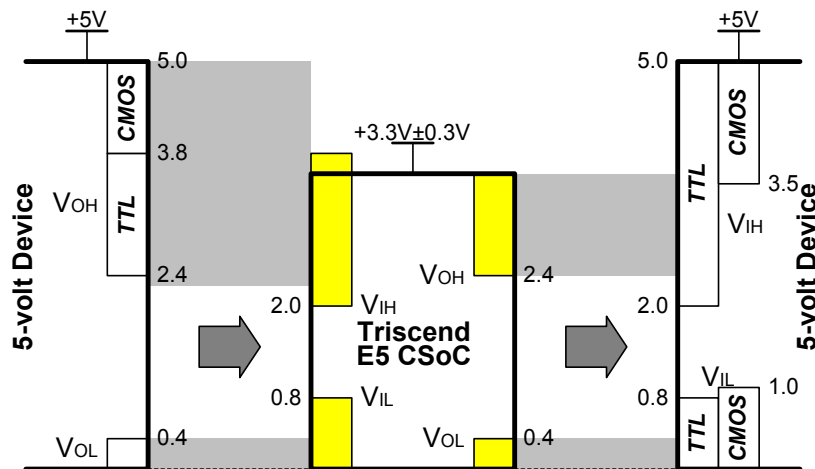 +5V
5.0
CMOS
3.8
VOH
TTL
2.4
5-volt Device
VOL
0.4
+3.3V±0.3V
VIH
2.0
VOH
2.4
Triscend
E5 CSoC
0.8
VIL
VOL
0.4
+5V
5.0
TTL
CMOS
3.5
VIH
2.0
5-volt Device
VIL
0.8
1.0
TTL
CMOS